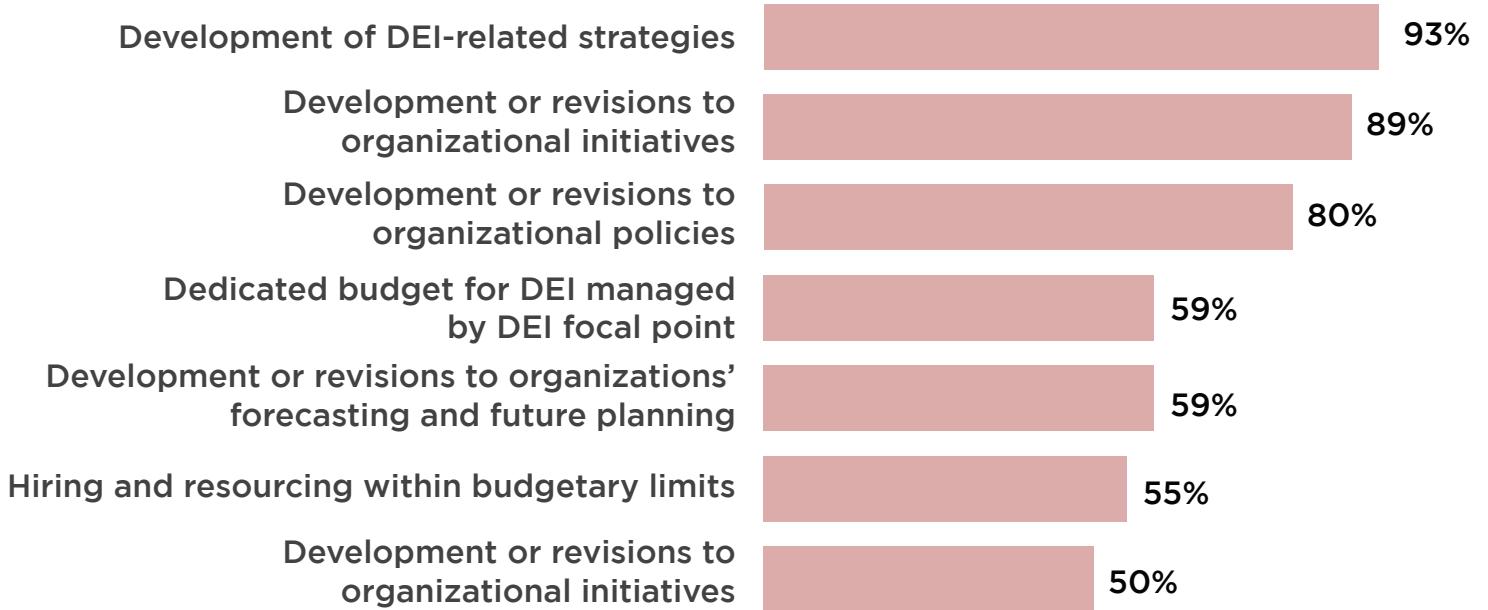 Development of DEI-related strategies
93%
Development or revisions to
organizational initiatives
89%
Development or revisions to
organizational policies
80%
Dedicated budget for DEI managed
by DEI focal point
59%
Development or revisions to organizations’
forecasting and future planning
59%
Hiring and resourcing within budgetary limits
55%
Development or revisions to
organizational initiatives
50%